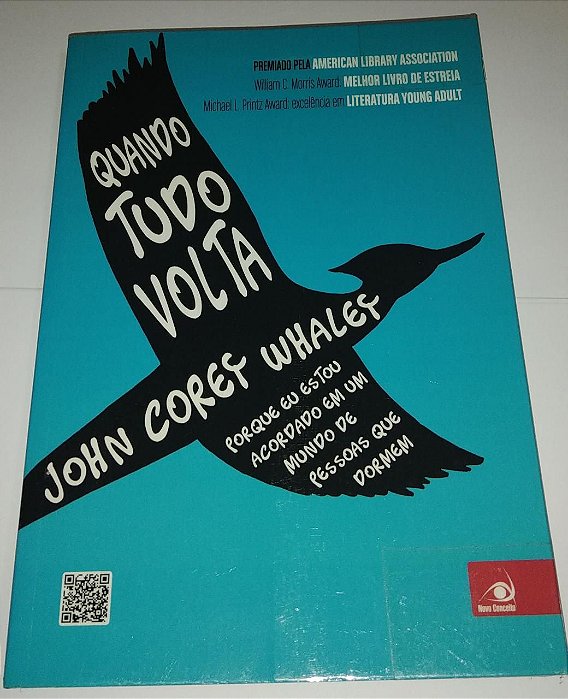 PREMIADO PELA AMERICAN LIBRARY ASSOCIATION
William C. Morris Award: MELHOR LIVRO DE ESTREIA
Michael L. Printz Award: excelência em LITERATURA YOUNG ADULT
QUANDO
TUDO
VOLTA
JOHN COREY WHALEY
PORQUE EU ESTOU
ACORDADO EM UM
MUNDO DE
PESSOAS QUE
DORMEM
Novo Conceito